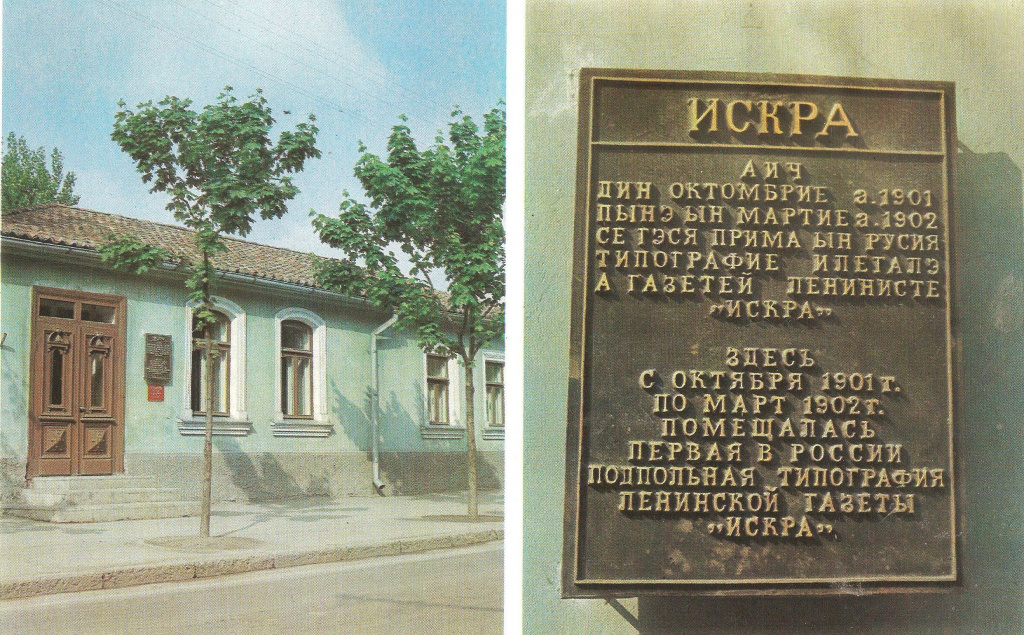 ИСКРА
АИЧ
ДИН ОКТОМБРИЕ а.1901
ПЫНЭ ЫН МАРТИЕ а.1902
СЕ ГЭСЯ ПРИМА ЫН РУСИЯ
ТИПОГРАФИЕ ИЛЕГАЛЭ
А ГАЗЕТЕЙ ЛЕНИНИСТЕ
„ИСКРА”
ЗДЕСЬ
С ОКТЯБРЯ 1901 г.
ПО МАРТ 1902 г.
ПОМЕЩАЛАСЬ
ПЕРВАЯ В РОССИИ
ПОДПОЛЬНАЯ ТИПОГРАФИЯ
ЛЕНИНСКОЙ ГАЗЕТЫ
„ИСКРА”